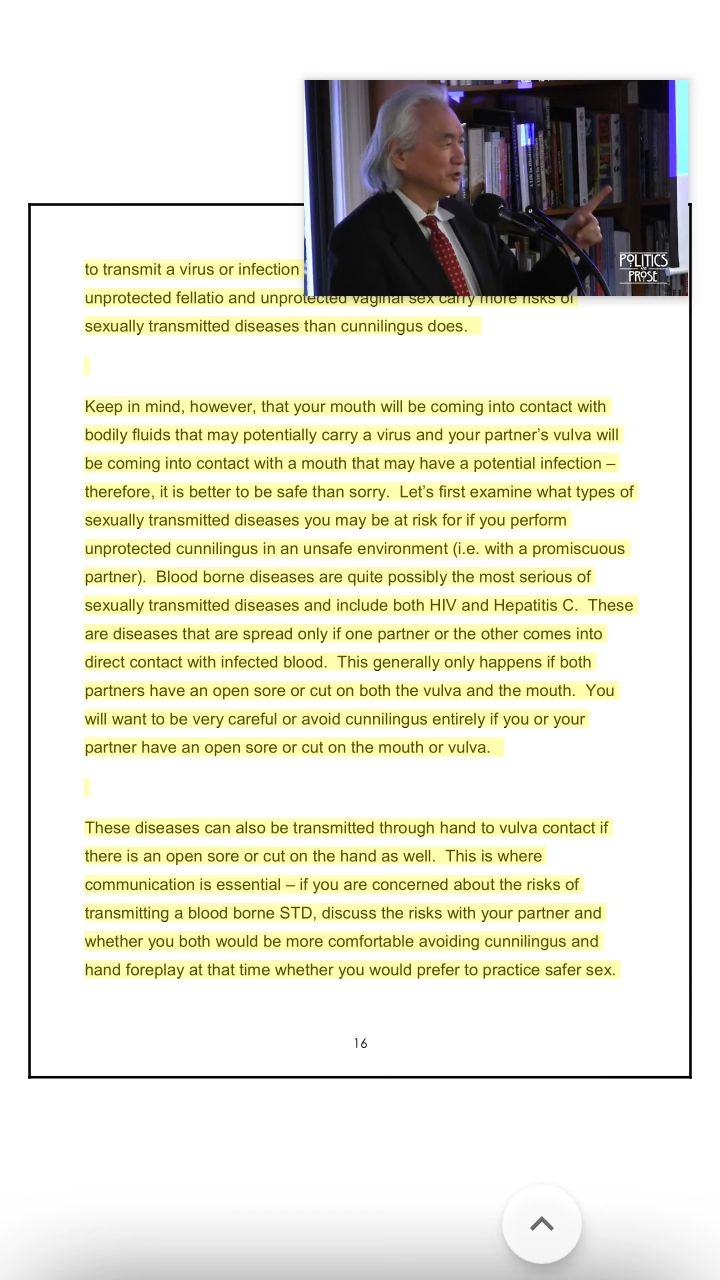 POLITICS
PROSE
to transmit a virus or infection
unprotected fellatio and unprotected vaginal sex carry more risks of
sexually transmitted diseases than cunnilingus does.
Keep in mind, however, that your mouth will be coming into contact with
bodily fluids that may potentially carry a virus and your partner’s vulva will
be coming into contact with a mouth that may have a potential infection –
therefore, it is better to be safe than sorry.  Let’s first examine what types of
sexually transmitted diseases you may be at risk for if you perform
unprotected cunnilingus in an unsafe environment (i.e. with a promiscuous
partner).  Blood borne diseases are quite possibly the most serious of
sexually transmitted diseases and include both HIV and Hepatitis C.  These
are diseases that are spread only if one partner or the other comes into
direct contact with infected blood.  This generally only happens if both
partners have an open sore or cut on both the vulva and the mouth.  You
will want to be very careful or avoid cunnilingus entirely if you or your
partner have an open sore or cut on the mouth or vulva.
These diseases can also be transmitted through hand to vulva contact if
there is an open sore or cut on the hand as well.  This is where
communication is essential – if you are concerned about the risks of
transmitting a blood borne STD, discuss the risks with your partner and
whether you both would be more comfortable avoiding cunnilingus and
hand foreplay at that time whether you would prefer to practice safer sex.
16